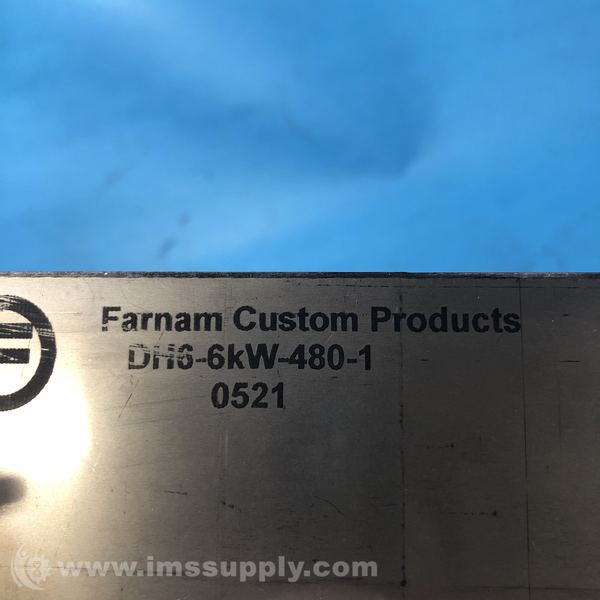 Farnam Custom Products
DH6-6kW-480-1
0521
www.imssupply.com